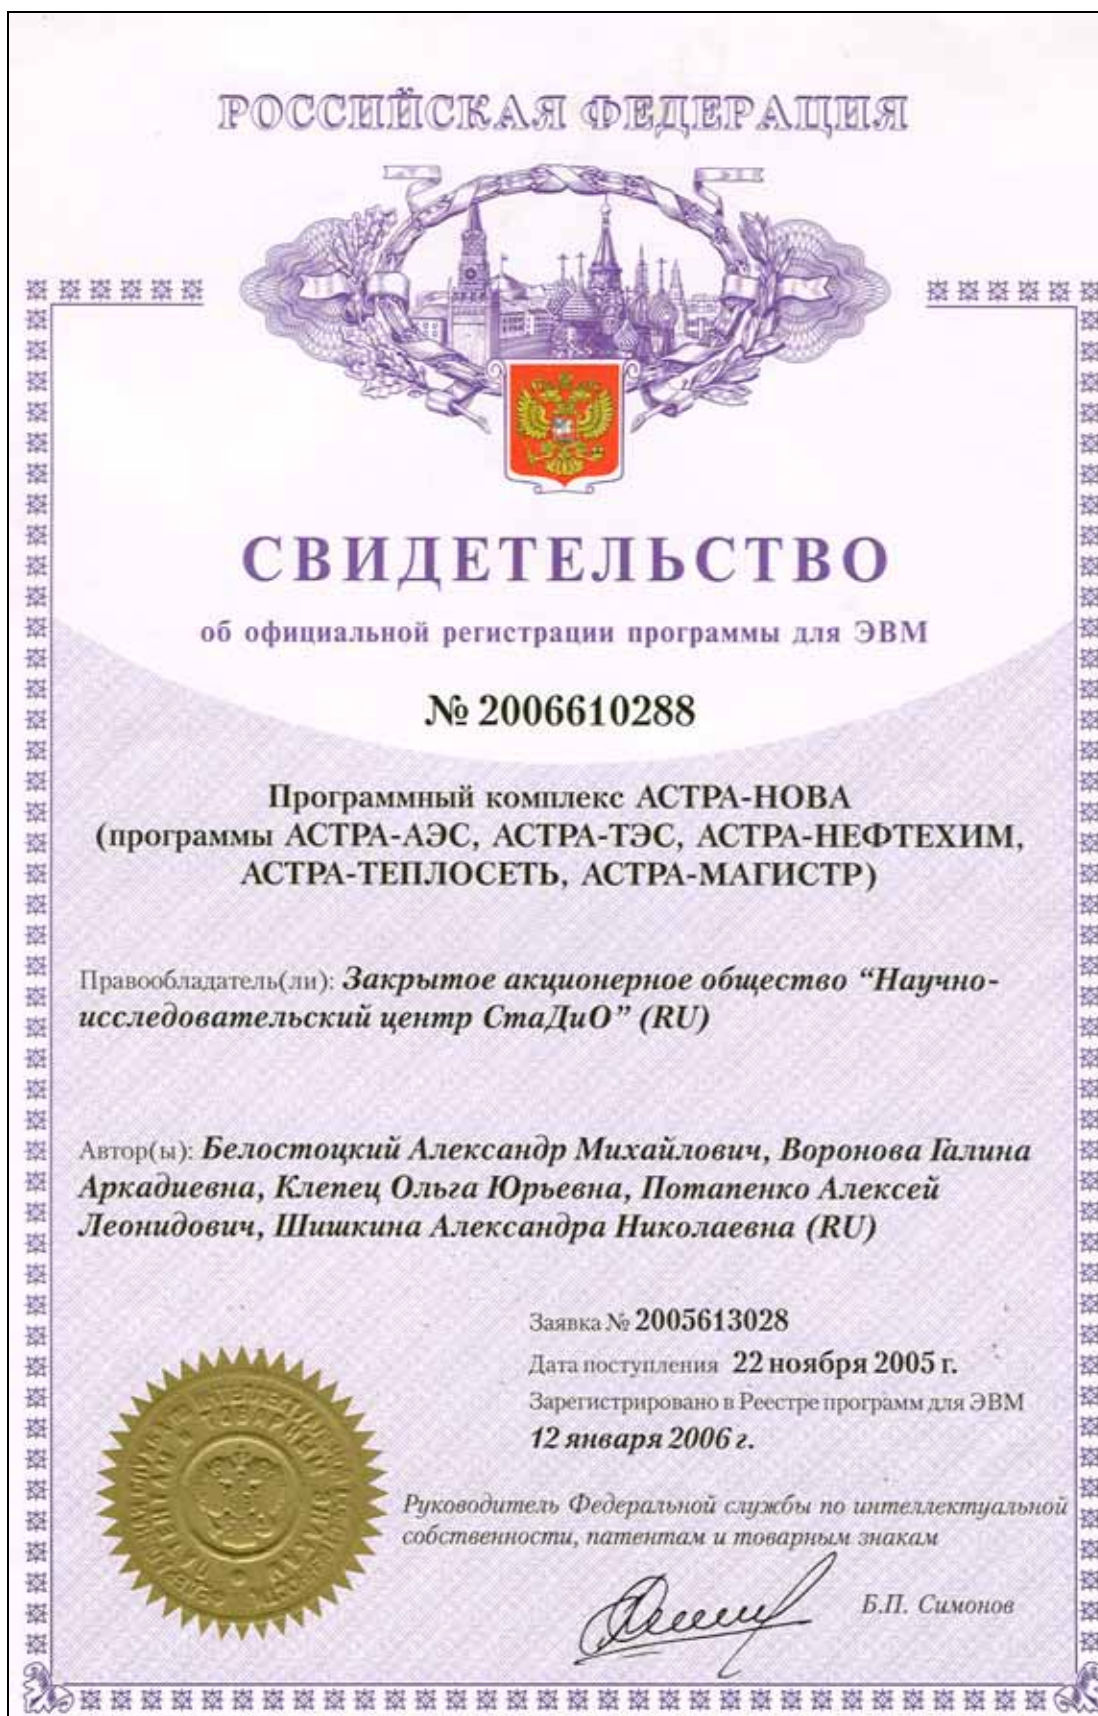 РОССИЙСКАЯ ФЕДЕРАЦИЯ
СВИДЕТЕЛЬСТВО
об официальной регистрации программы для ЭВМ
№ 2006610288
Программный комплекс АСТРА-НОВА
(программы АСТРА-АЭС, АСТРА-ТЭС, АСТРА-НЕФТЕХИМ,
АСТРА-ТЕПЛОСЕТЬ, АСТРА-МАГИСТР)
Правообладатель(ли): Закрытое акционерное общество “Научно-
исследовательский центр СтаДиО” (RU)
Автор(ы): Белостоцкий Александр Михайлович, Воронова Галина
Аркадиевна, Клепец Ольга Юрьевна, Потапенко Алексей
Леонидович, Шишкина Александра Николаевна (RU)
Заявка № 2005613028
Дата поступления 22 ноября 2005 г.
Зарегистрировано в Реестре программ для ЭВМ
12 января 2006 г.
Руководитель Федеральной службы по интеллектуальной
собственности, патентам и товарным знакам
Б.П. Симонов